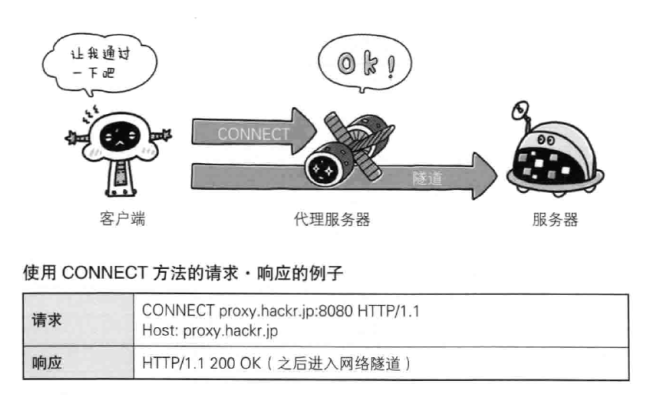 让我通过
一下吧
Ok!
CONNECT
隧道
客户端
代理服务器
服务器
使用 CONNECT 方法的请求・响应的例子
请求
CONNECT proxy.hackr.jp:8080 HTTP/1.1
Host: proxy.hackr.jp
响应
HTTP/1.1 200 OK（之后进入网络隧道）